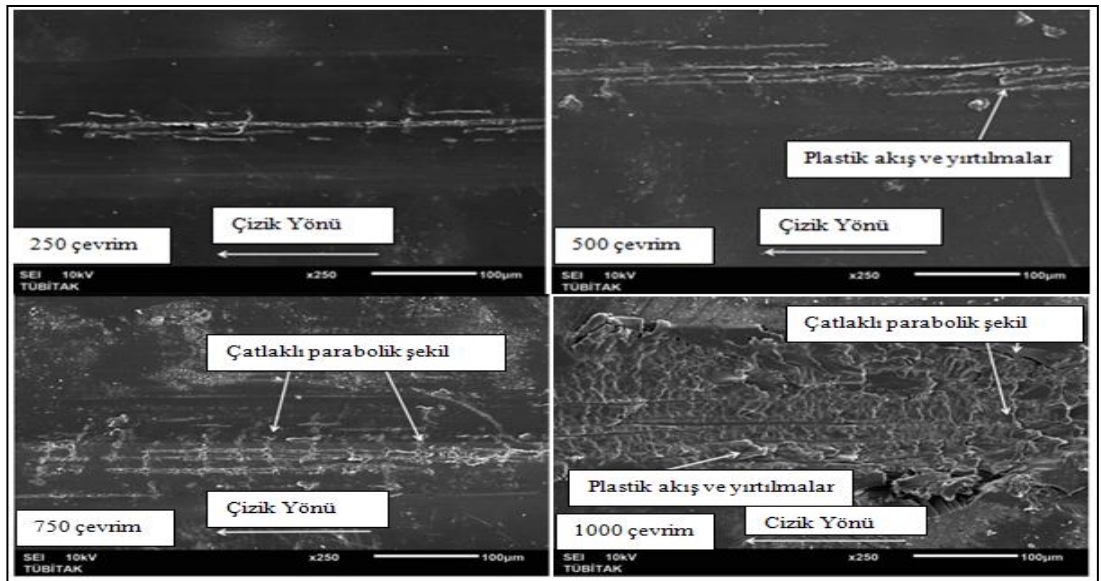 Çizik Yönü
250 çevrim
SEI 10kV x250 100µm
TÜBİTAK
Plastik akış ve yırtılmalar
Çizik Yönü
500 çevrim
SEI 10kV x250 100µm
TÜBİTAK
Çatlaklı parabolik şekil
Çizik Yönü
750 çevrim
SEI 10kV x250 100µm
TÜBİTAK
Çatlaklı parabolik şekil
Plastik akış ve yırtılmalar
Cizik Yönü
1000 çevrim
SEI 10kV x250 100µm
TÜBİTAK